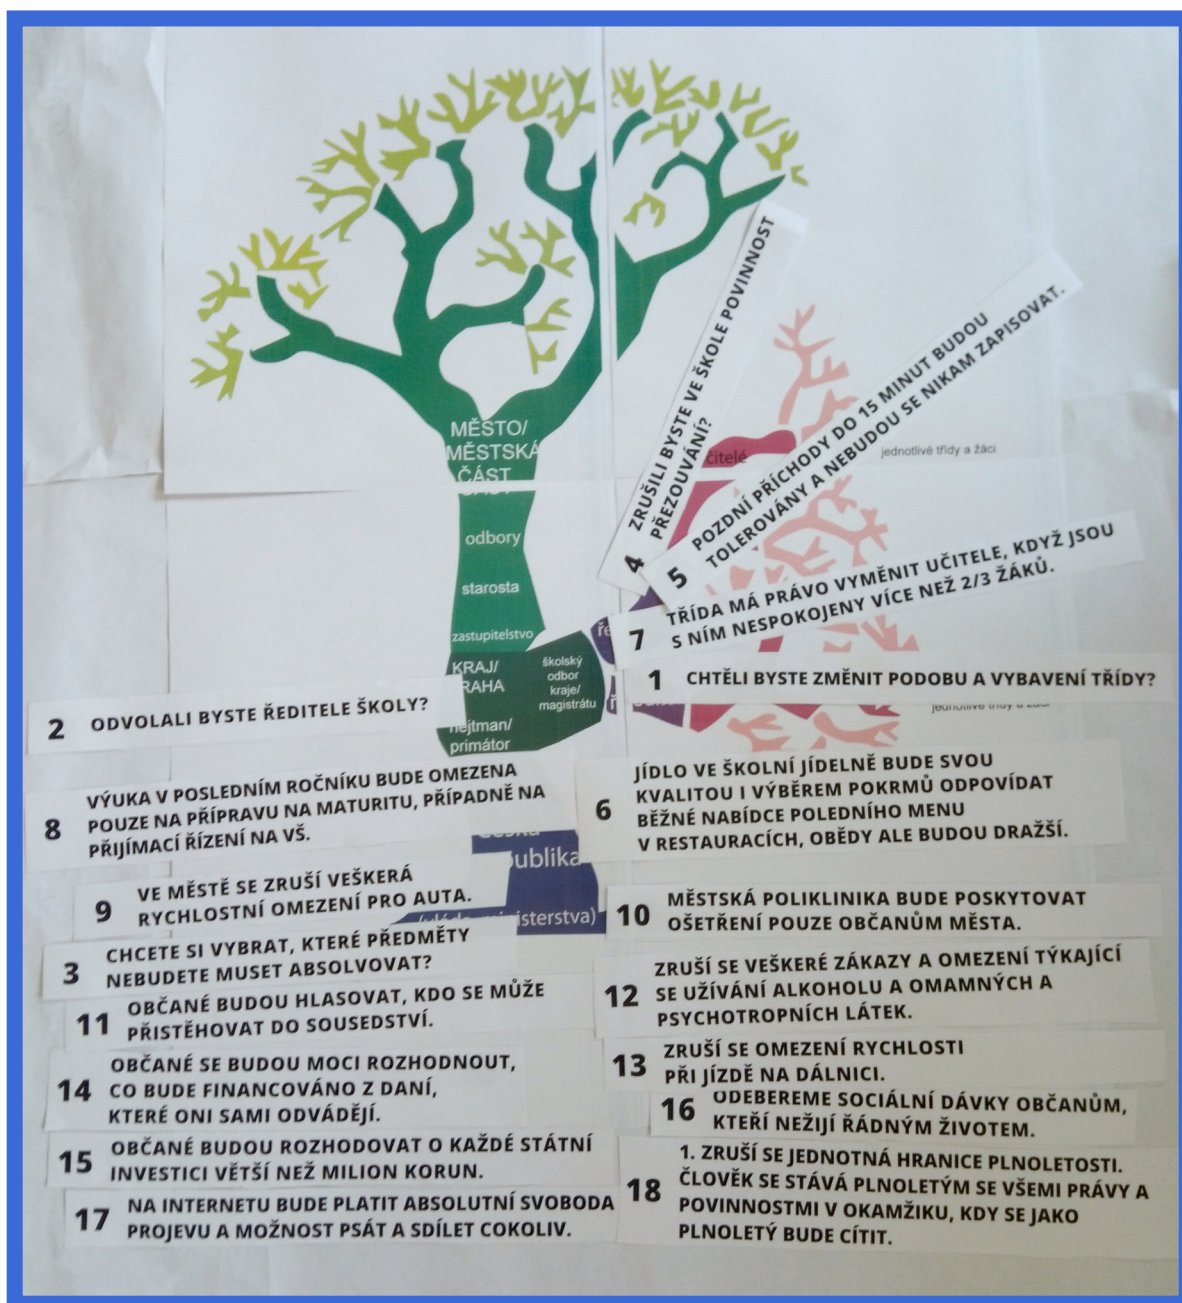 MĚSTO/
MĚSTSKÁ
ČÁST
odbory
starosta
zastupitelstvo
KRAJ/
RAHA
školský
odbor
kraje/
magistrátu
hejtman/
primátor
čitelé
jednotlivé třídy a žáci
4 ZRUŠILI BYSTE VE ŠKOLE POVINNOST
PŘEZOUVÁNÍ?
5 POZDNÍ PŘÍCHODY DO 15 MINUT BUDOU
TOLEROVÁNY A NEBUDOU SE NIKAM ZAPISOVAT.
7 TŘÍDA MÁ PRÁVO VYMĚNIT UČITELE, KDYŽ JSOU
S NÍM NESPOKOJENY VÍCE NEŽ 2/3 ŽÁKŮ.
1 CHTĚLI BYSTE ZMĚNIT PODOBU A VYBAVENÍ TŘÍDY?
jednotlivé třídy a žáci
2 ODVOLALI BYSTE ŘEDITELE ŠKOLY?
8 VÝUKA V POSLEDNÍM ROČNÍKU BUDE OMEZENA
POUZE NA PŘÍPRAVU NA MATURITU, PŘÍPADNĚ NA
PŘIJÍMACÍ ŘÍZENÍ NA VŠ.
6 JÍDLO VE ŠKOLNÍ JÍDELNĚ BUDE SVOU
KVALITOU I VÝBĚREM POKRMŮ ODPOVÍDAT
BĚŽNÉ NABÍDCE POLEDNÍHO MENU
V RESTAURACÍCH, OBĚDY ALE BUDOU DRAŽŠÍ.
publika
isterstva)
9 VE MĚSTĚ SE ZRUŠÍ VEŠKERÁ
RYCHLOSTNÍ OMEZENÍ PRO AUTA.
10 MĚSTSKÁ POLIKLINIKA BUDE POSKYTOVAT
OŠETŘENÍ POUZE OBČANŮM MĚSTA.
3 CHCETE SI VYBRAT, KTERÉ PŘEDMĚTY
NEBUDETE MUSET ABSOLVOVAT?
12 ZRUŠÍ SE VEŠKERÉ ZÁKAZY A OMEZENÍ TÝKAJÍCÍ
SE UŽÍVÁNÍ ALKOHOLU A OMAMNÝCH A
PSYCHOTROPNÍCH LÁTEK.
11 OBČANÉ BUDOU HLASOVAT, KDO SE MŮŽE
PŘISTĚHOVAT DO SOUSEDSTVÍ.
13 ZRUŠÍ SE OMEZENÍ RYCHLOSTI
PŘI JÍZDĚ NA DÁLNICI.
14 OBČANÉ SE BUDOU MOCI ROZHODNOUT,
CO BUDE FINANCOVÁNO Z DANÍ,
KTERÉ ONI SAMI ODVÁDĚJÍ.
16 ODEBEREME SOCIÁLNÍ DÁVKY OBČANŮM,
KTEŘÍ NEŽIJÍ ŘÁDNÝM ŽIVOTEM.
15 OBČANÉ BUDOU ROZHODOVAT O KAŽDÉ STÁTNÍ
INVESTICI VĚTŠÍ NEŽ MILION KORUN.
18 1. ZRUŠÍ SE JEDNOTNÁ HRANICE PLNOLETOSTI.
ČLOVĚK SE STÁVÁ PLNOLETÝM SE VŠEMI PRÁVY A
POVINNOSTMI V OKAMŽIKU, KDY SE JAKO
PLNOLETÝ BUDE CÍTIT.
17 NA INTERNETU BUDE PLATIT ABSOLUTNÍ SVOBODA
PROJEVU A MOŽNOST PSÁT A SDÍLET COKOLIV.